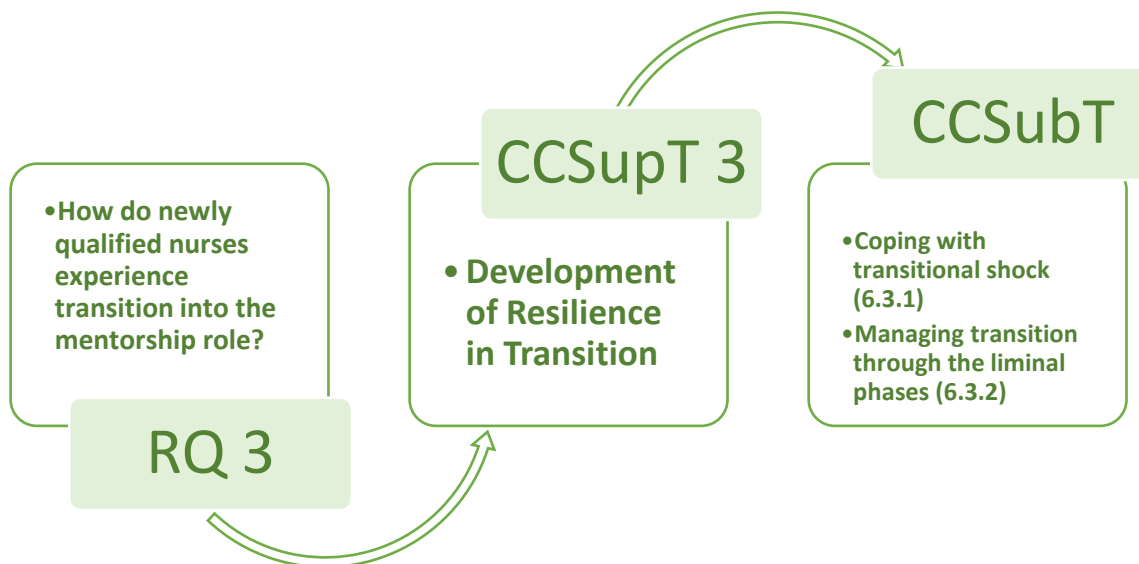 •How do newly
qualified nurses
experience
transition into the
mentorship role?
RQ 3
CCSupT 3
• Development
of Resilience
in Transition
CCSubT
•Coping with
transitional shock
(6.3.1)
•Managing transition
through the liminal
phases (6.3.2)